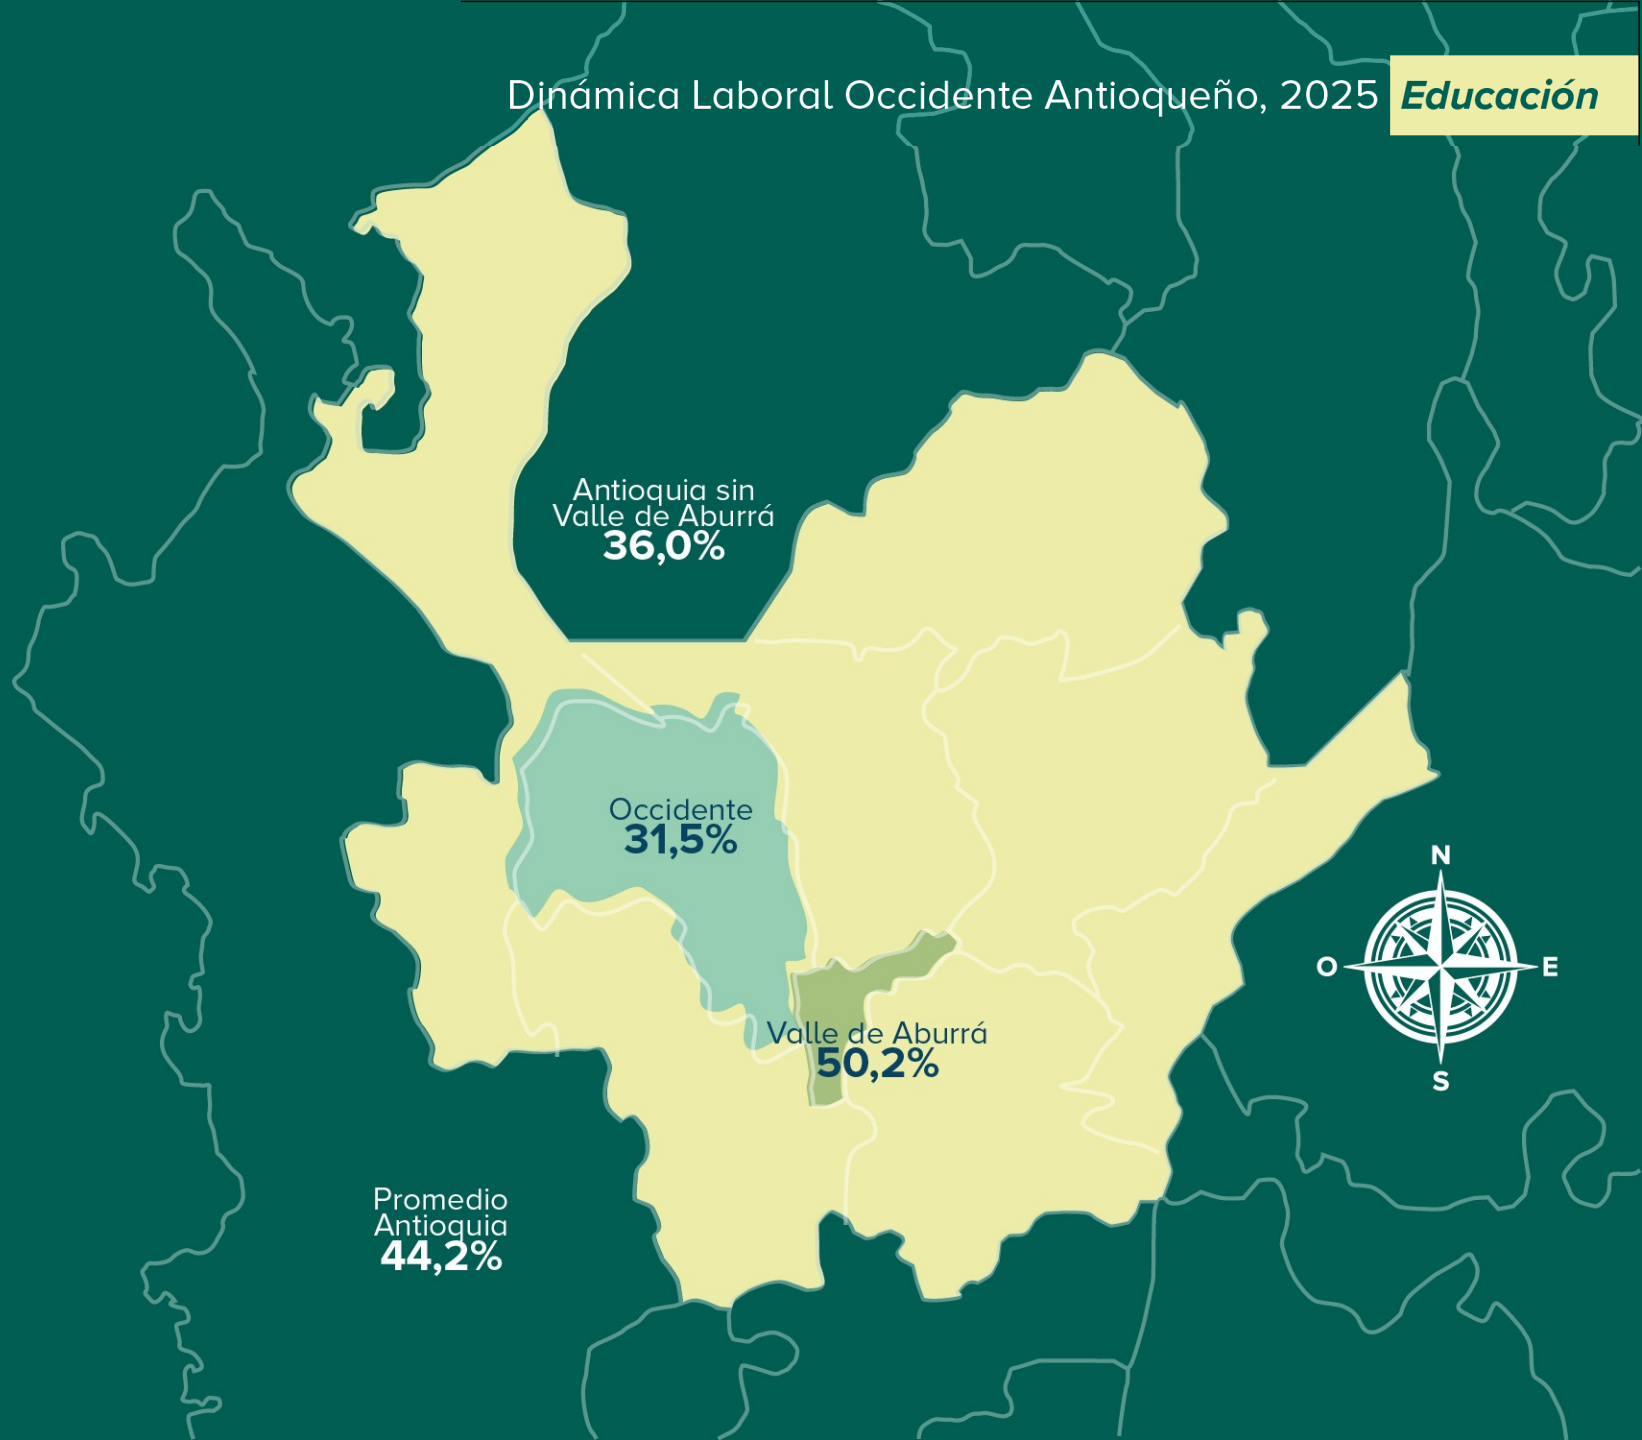 Dinámica Laboral Occidente Antioqueño, 2025 Educación
Antioquia sin
Valle de Aburrá
36,0%
Occidente
31,5%
N
O
E
S
Valle de Aburrá
50,2%
Promedio
Antioquia
44,2%